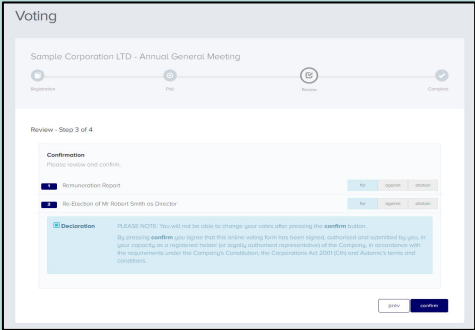 Voting
Sample Corporation LTD - Annual General Meeting
Registration Poll Review Complete
Review - Step 3 of 4
Confirmation
Please review and confirm.
1 Remuneration Report for against abstain
2 Re-Election of Mr Robert Smith as Director for against abstain
Declaration PLEASE NOTE: You will not be able to change your votes after pressing the confirm button.
By pressing confirm you agree that this online voting form has been signed, authorised and submitted by you, in
your capacity as a registered holder (or legally authorised representative) of the Company, in accordance with
the requirements under the Company's Constitution, the Corporations Act 2001 (Cth) and Automic's terms and
conditions.
prev confirm